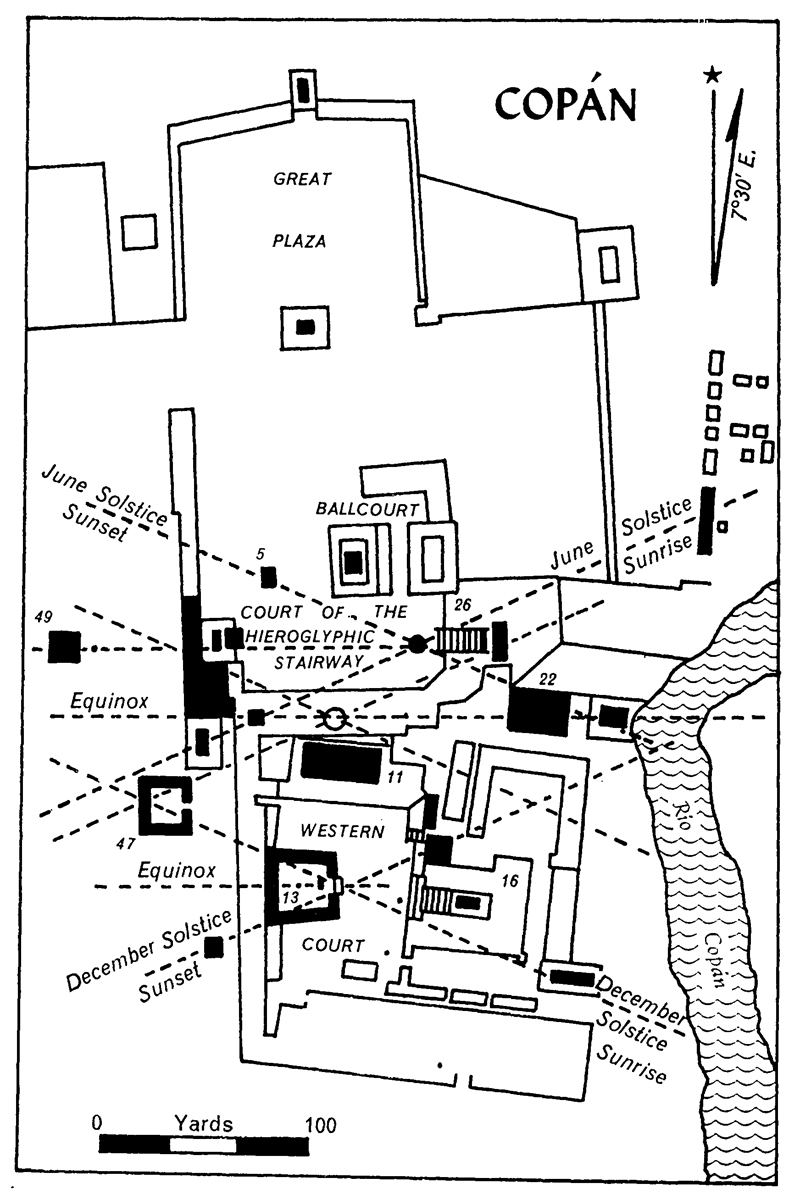 COPÁN
GREAT
PLAZA
7°30' E.
June Solstice
Sunset
BALLCOURT
Solstice
June
Sunrise
5
49
COURT OF THE
HIEROGLYPHIC
STAIRWAY
26
Equinox
22
11
47
WESTERN
Equinox
13
16
December Solstice
Sunset
COURT
December
Solstice
Sunrise
Rio
Copán
0 Yards 100